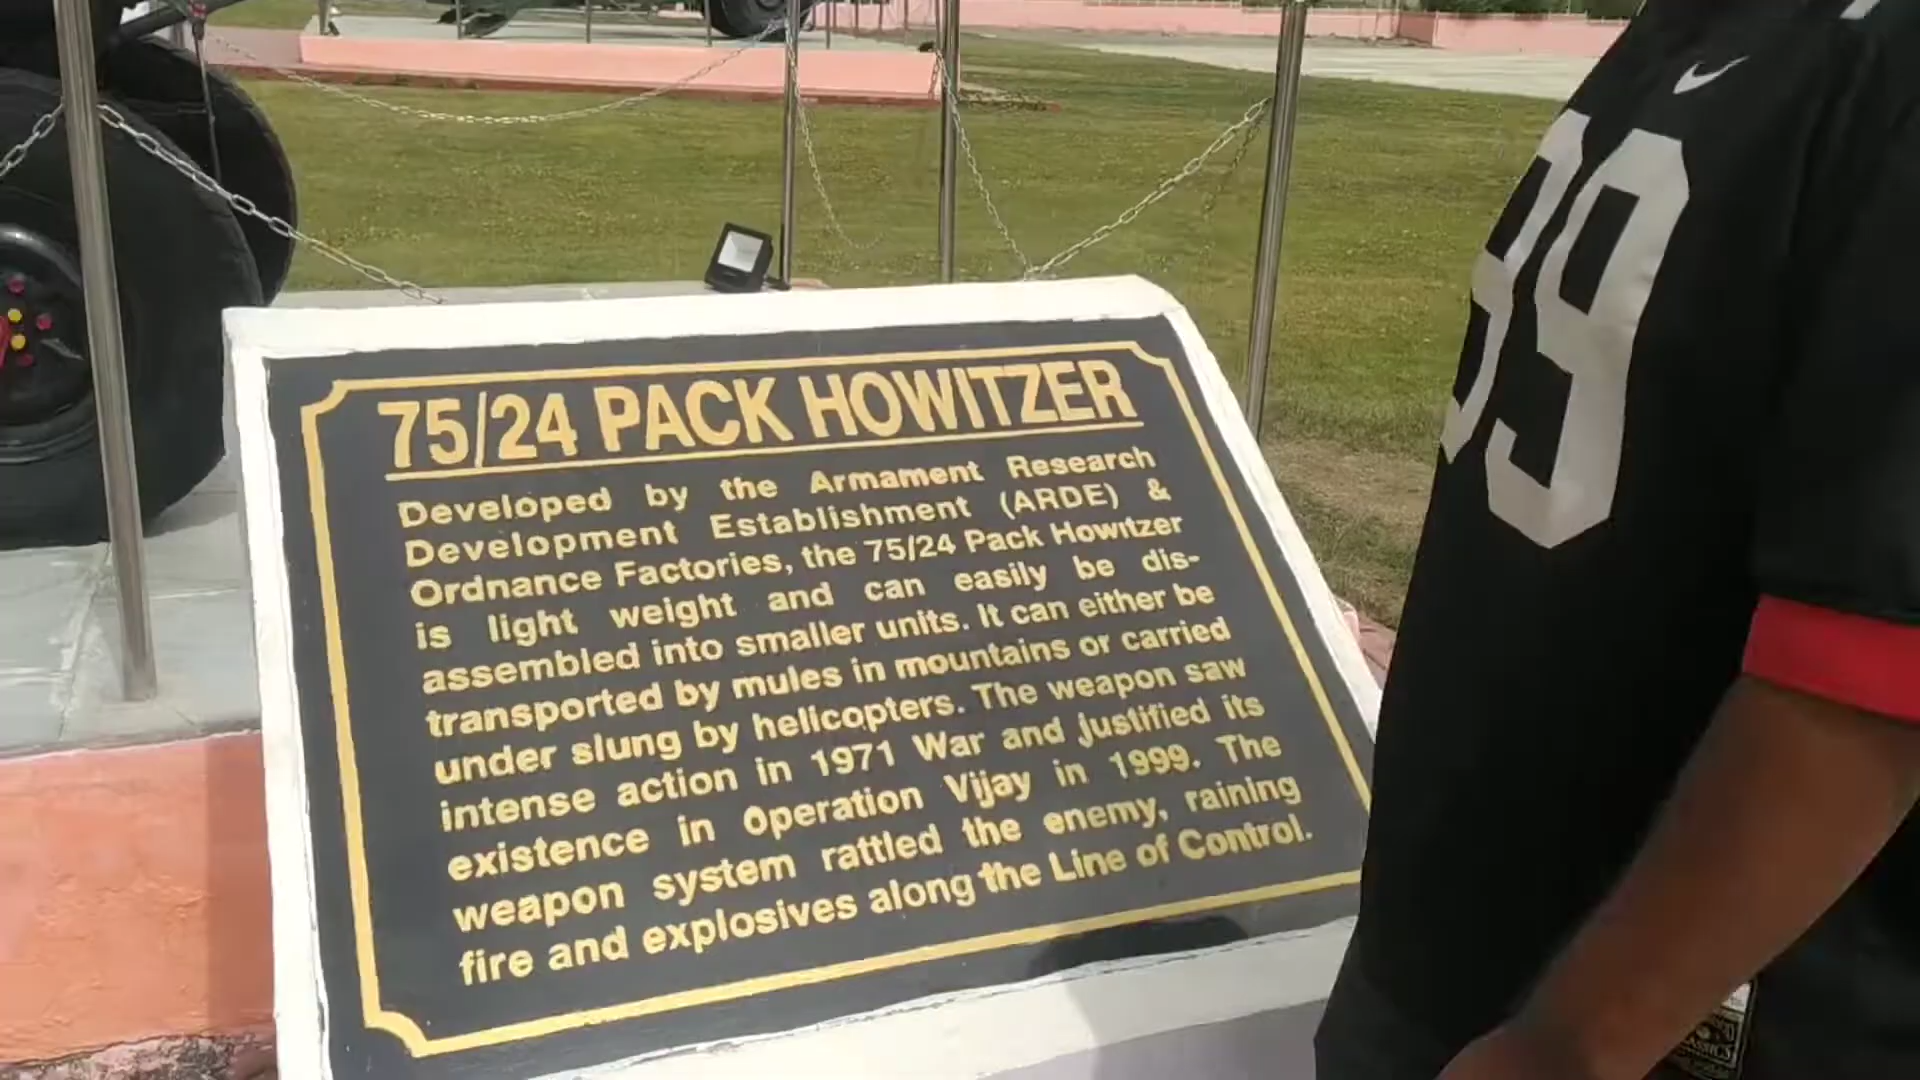 75/24 PACK HOWITZER
Developed by the Armament Research
Development Establishment (ARDE) &
Ordnance Factories, the 75/24 Pack Howitzer
is light weight and can easily be dis-
assembled into smaller units. It can either be
transported by mules in mountains or carried
under slung by helicopters. The weapon saw
intense action in 1971 War and justified its
existence in Operation Vijay in 1999. The
weapon system rattled the enemy, raining
fire and explosives along the Line of Control.
99